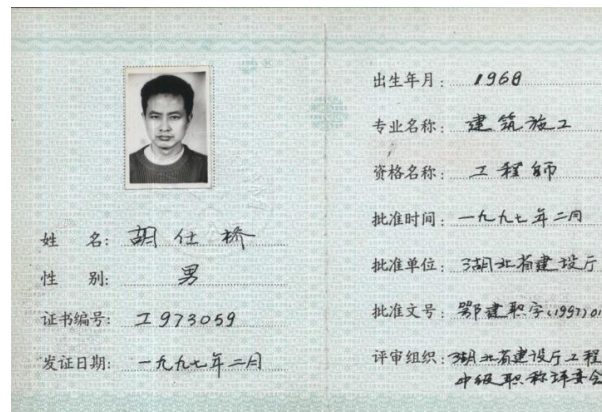 姓 名: 胡仕桥
性 别: 男
证书编号: 工973059
发证日期: 一九九七年二月
出生年月: 1968
专业名称: 建筑施工
资格名称: 工程师
批准时间: 一九九七年二月
批准单位: 湖北省建设厅
批准文号: 鄂建职字(1997)01
评审组织: 湖北省建设厅工程
中级职称评委会